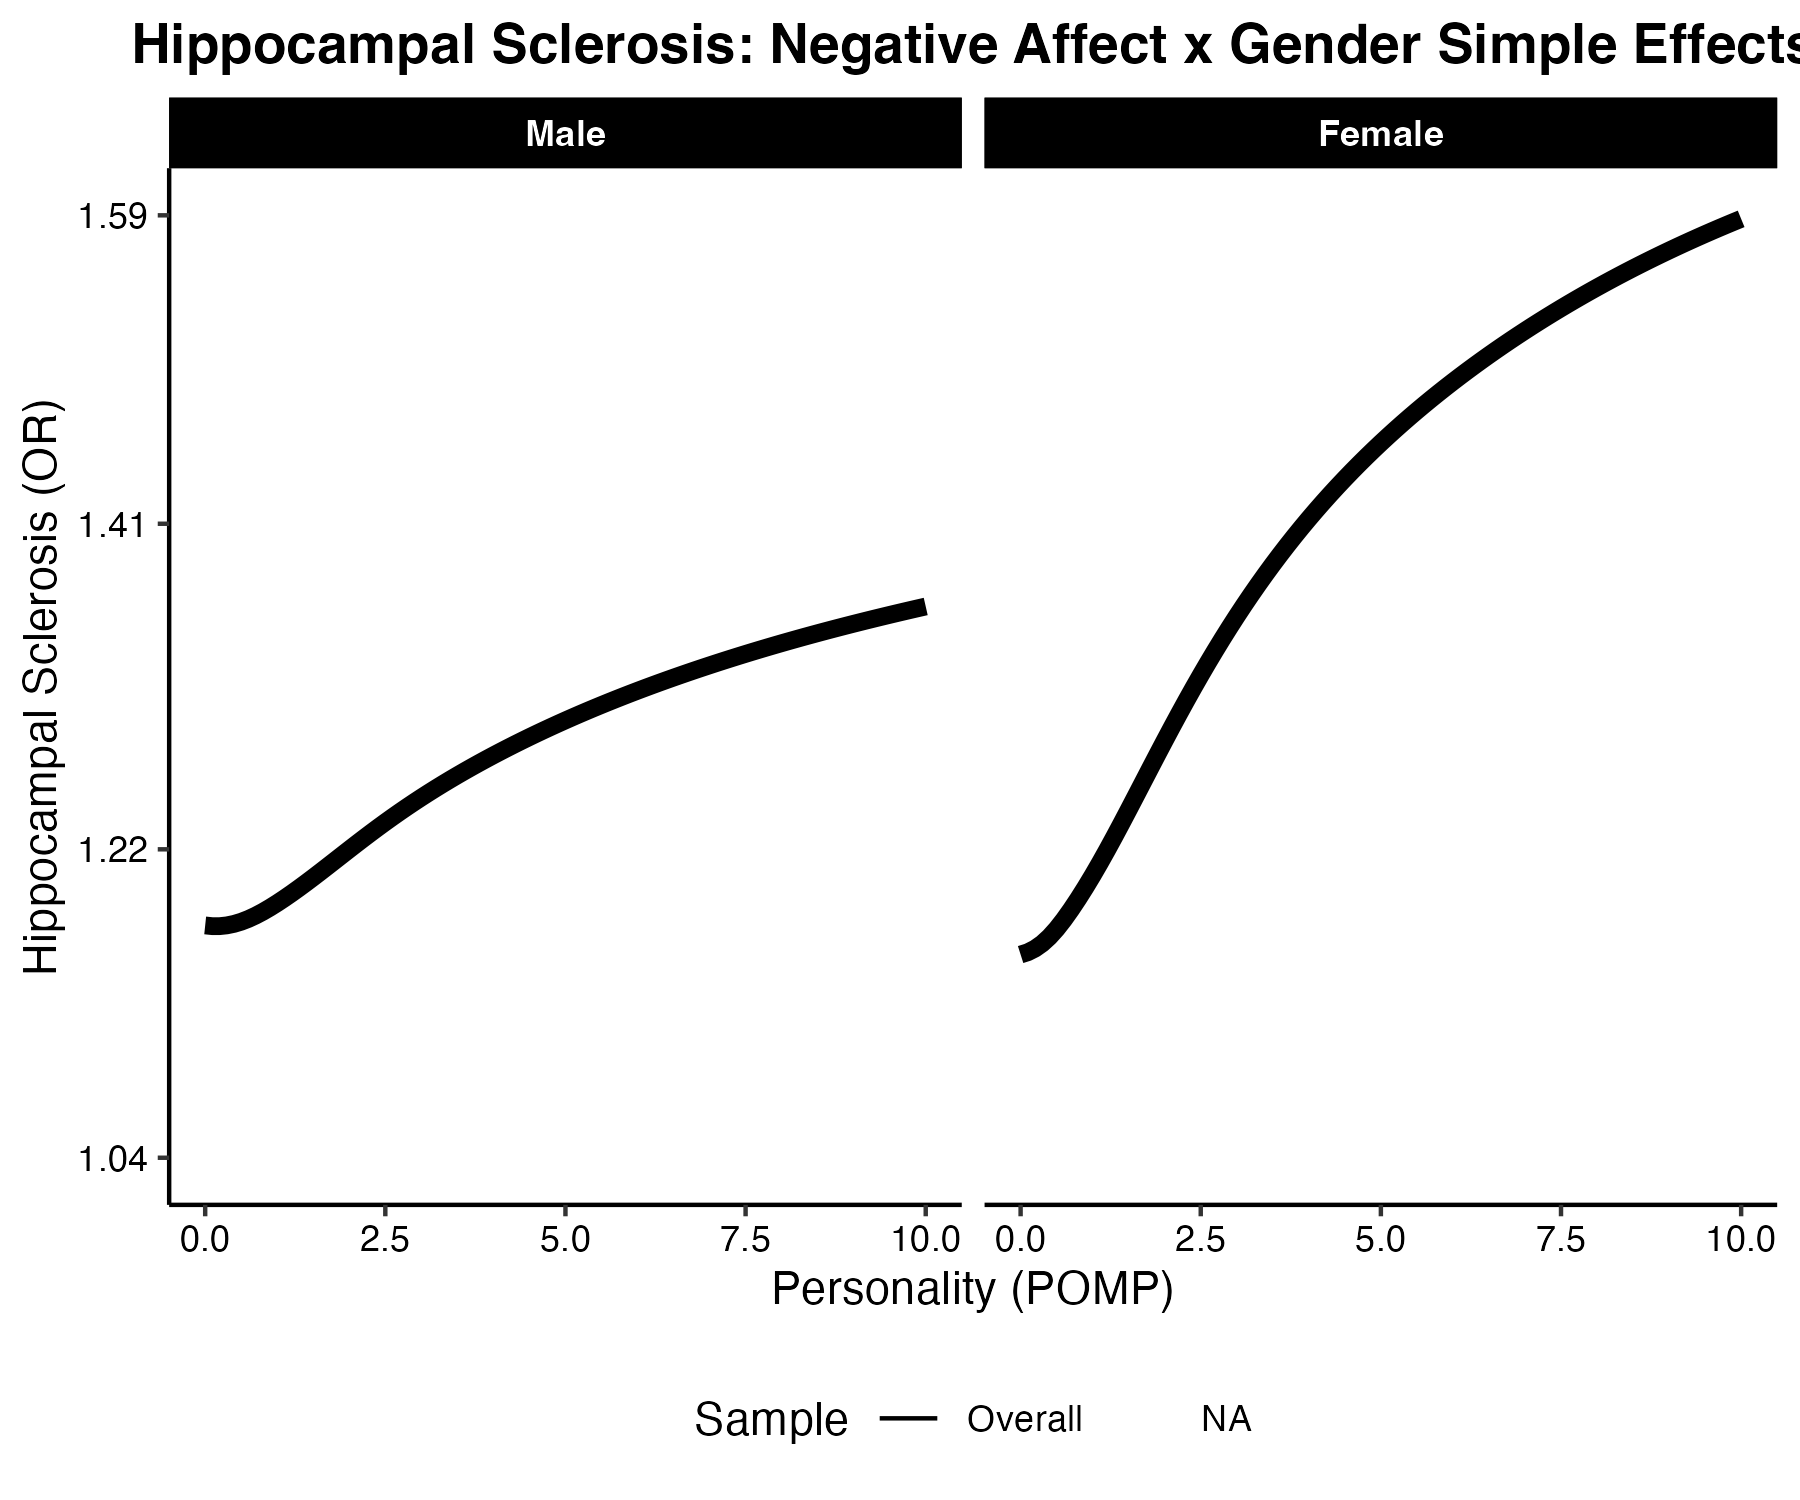 Hippocampal Sclerosis: Negative Affect x Gender Simple Effects
Male
Female
Hippocampal Sclerosis (OR)
1.59
1.41
1.22
1.04
0.0 2.5 5.0 7.5 10.0
0.0 2.5 5.0 7.5 10.0
Personality (POMP)
Sample Overall NA